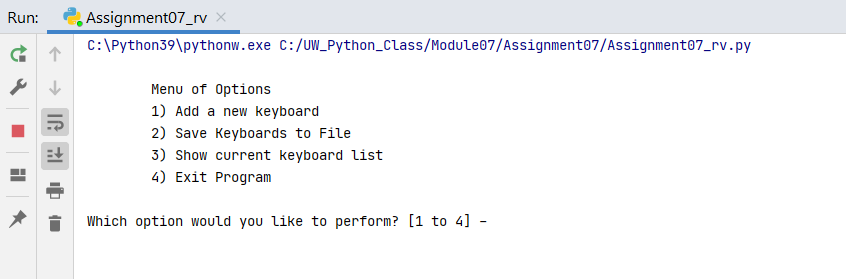 Run: Assignment07_rv
C:\Python39\pythonw.exe C:/UW_Python_Class/Module07/Assignment07/Assignment07_rv.py
Menu of Options
1) Add a new keyboard
2) Save Keyboards to File
3) Show current keyboard list
4) Exit Program
Which option would you like to perform? [1 to 4] –